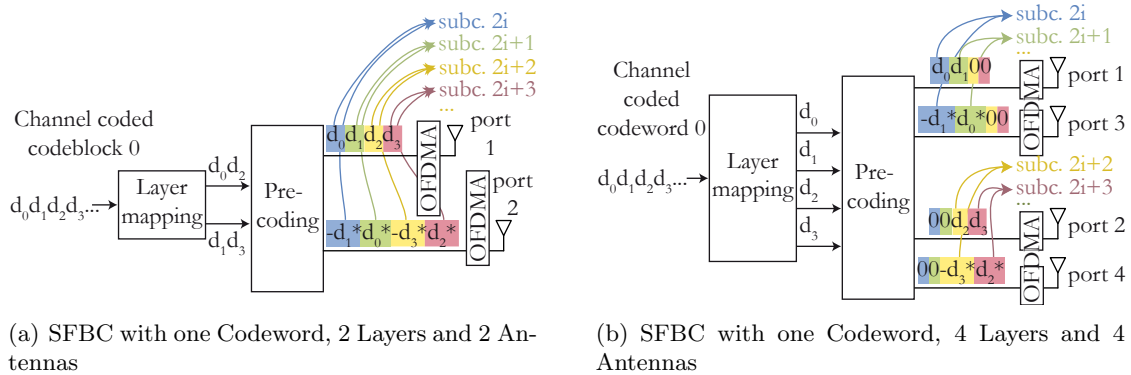 subc. 2i
subc. 2i+1
subc. 2i+2
subc. 2i+3
...
Channel coded
codeblock 0
d₀d₁d₂d₃...
Layer
mapping
d₀d₂
d₁d₃
Pre-
coding
d₀d₁d₂d₃
-d₁*d₀*-d₃*d₂*
OFDMA
port
1
OFDMA
port
2
(a) SFBC with one Codeword, 2 Layers and 2 An-
tennas
subc. 2i
subc. 2i+1
...
Channel
coded
codeword 0
d₀d₁d₂d₃...
Layer
mapping
d₀
d₁
d₂
d₃
Pre-
coding
d₀d₁00
OFDMA
port 1
-d₁*d₀*00
OFDMA
port 3
subc. 2i+2
subc. 2i+3
...
00d₂d₃
OFDMA
port 2
00-d₃*d₂*
OFDMA
port 4
(b) SFBC with one Codeword, 4 Layers and 4
Antennas